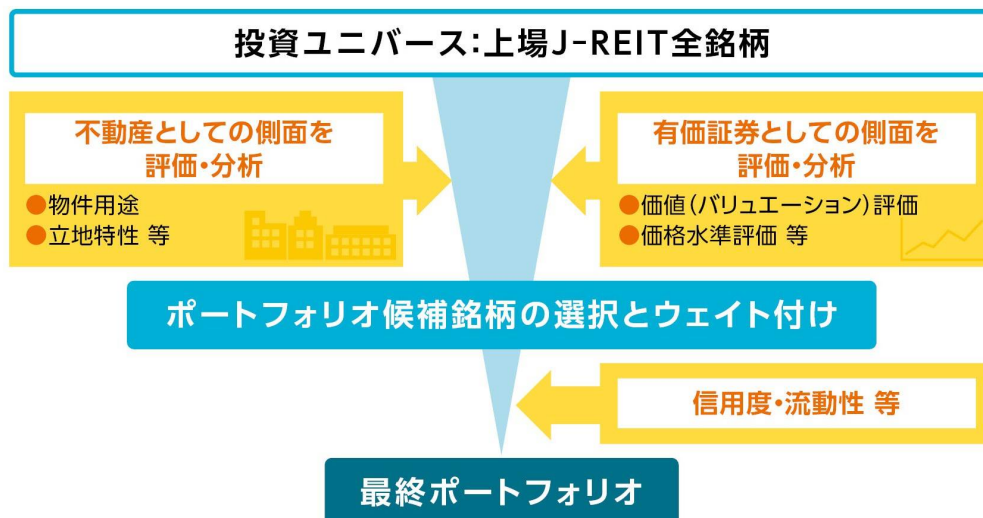 投資ユニバース:上場J-REIT全銘柄
不動産としての側面を
評価・分析
●物件用途
●立地特性 等
有価証券としての側面を
評価・分析
●価値(バリュエーション)評価
●価格水準評価 等
ポートフォリオ候補銘柄の選択とウェイト付け
信用度・流動性 等
最終ポートフォリオ